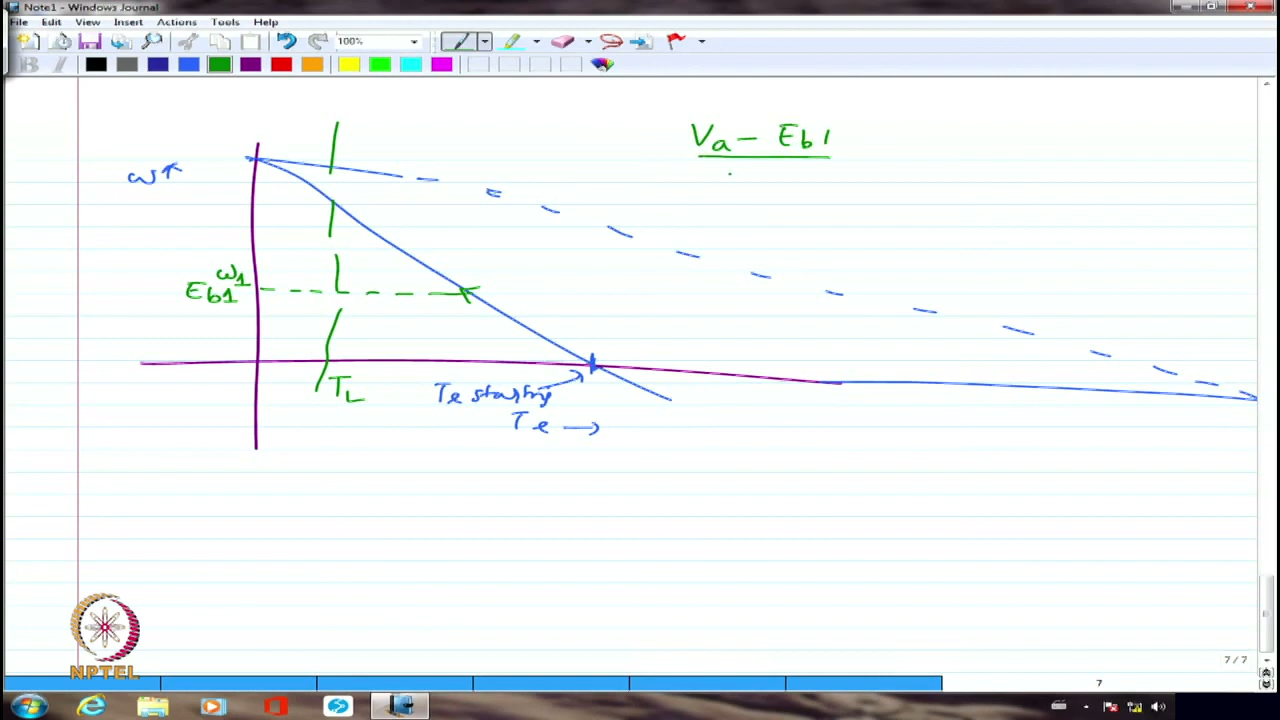 Note1 - Windows Journal
File Edit View Insert Actions Tools Help
100%
B I
Va - Eb1
ω↑
ω1
Eb1
TL
Te starting
Te →
7 / 7
NPTEL
7